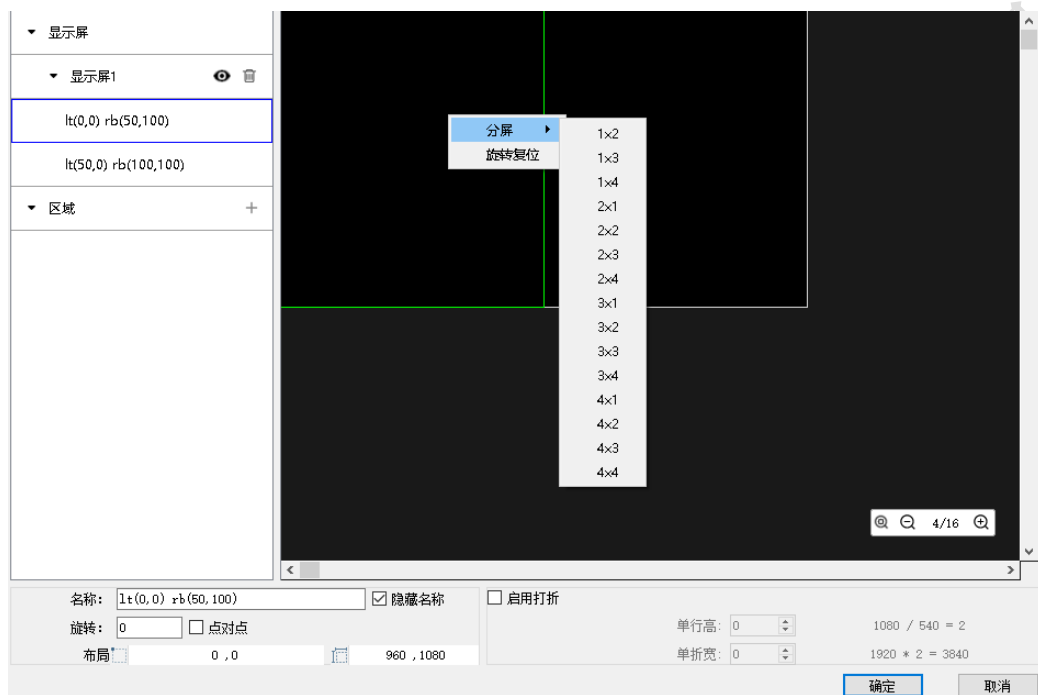 显示屏
显示屏1
lt(0,0) rb(50,100)
lt(50,0) rb(100,100)
区域
分屏
旋转复位
1×2
1×3
1×4
2×1
2×2
2×3
2×4
3×1
3×2
3×3
3×4
4×1
4×2
4×3
4×4
4/16
名称: lt(0,0) rb(50,100) 隐藏名称
旋转: 0 点对点
布局 0 ,0 960 ,1080
启用打折
单行高: 0 1080 / 540 = 2
单折宽: 0 1920 * 2 = 3840
确定 取消